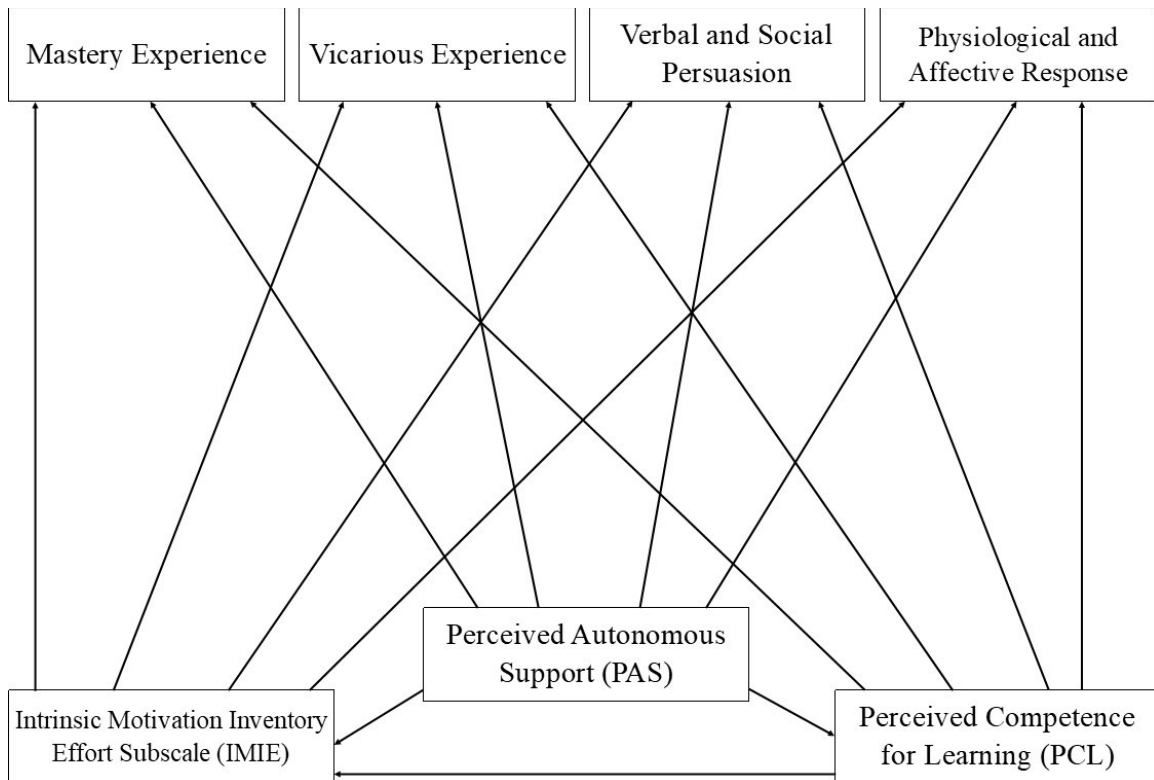 Mastery Experience
Vicarious Experience
Verbal and Social
Persuasion
Physiological and
Affective Response
Perceived Autonomous
Support (PAS)
Intrinsic Motivation Inventory
Effort Subscale (IMIE)
Perceived Competence
for Learning (PCL)